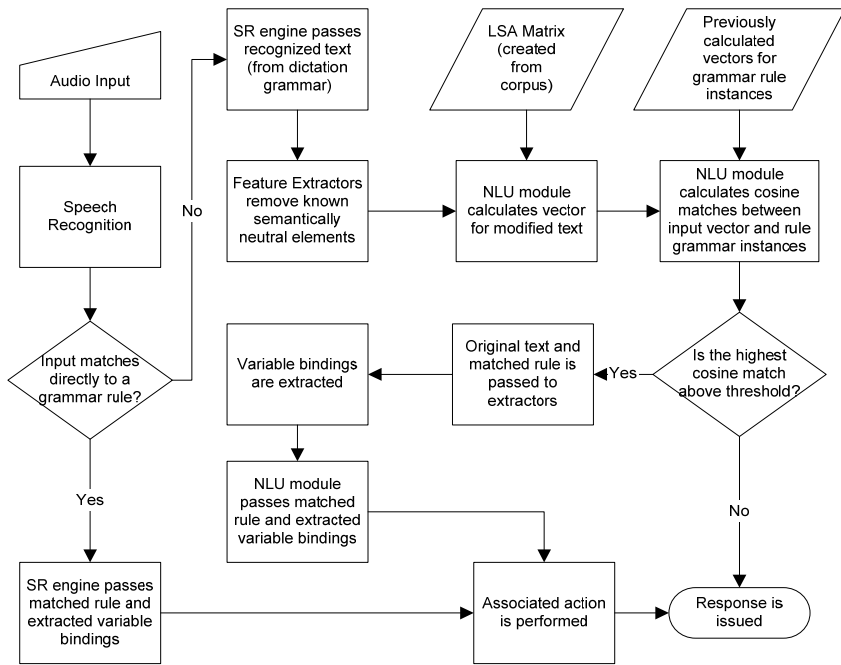 Audio Input
SR engine passes
recognized text
(from dictation
grammar)
LSA Matrix
(created
from
corpus)
Previously
calculated
vectors for
grammar rule
instances
Speech
Recognition
No
Feature Extractors
remove known
semantically
neutral elements
NLU module
calculates vector
for modified text
NLU module
calculates cosine
matches between
input vector and rule
grammar instances
Input matches
directly to a
grammar rule?
Variable bindings
are extracted
Original text and
matched rule is
passed to
extractors
Yes
Is the highest
cosine match
above threshold?
Yes
NLU module
passes matched
rule and extracted
variable bindings
No
SR engine passes
matched rule and
extracted variable
bindings
Associated action
is performed
Response is
issued